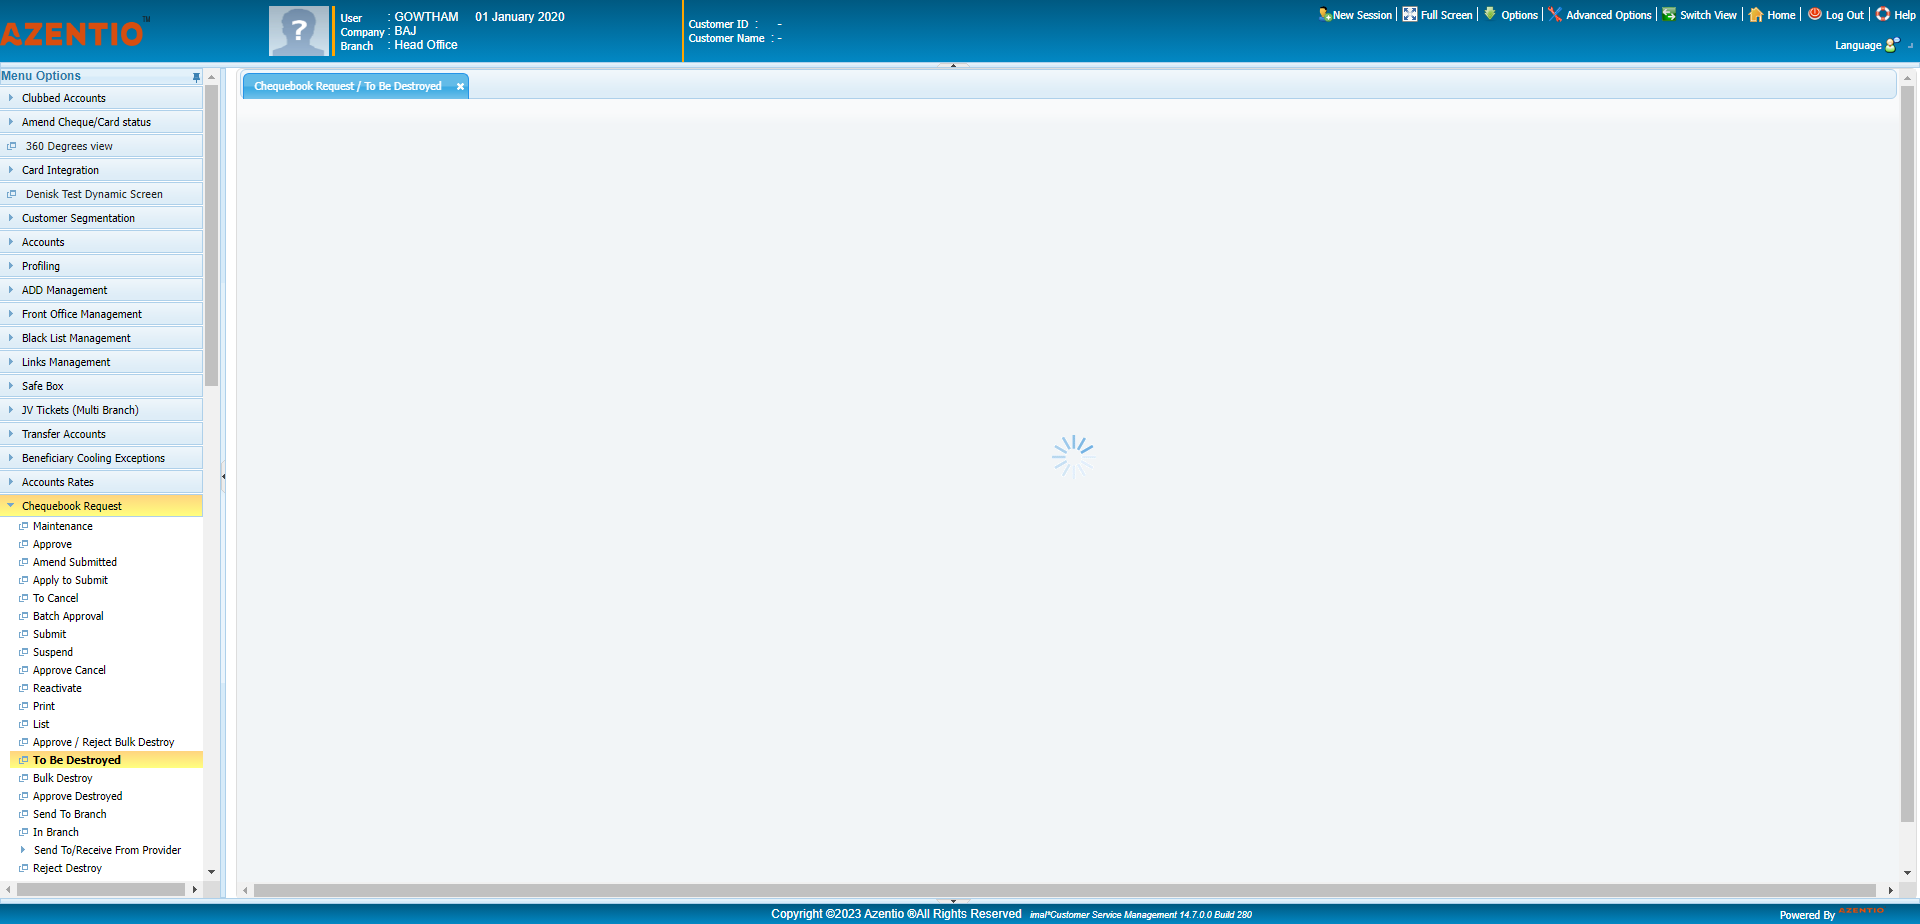 AZENTIO™
User : GOWTHAM 01 January 2020
Company : BAJ
Branch : Head Office
Customer ID : -
Customer Name : -
New Session Full Screen Options Advanced Options Switch View Home Log Out Help
Language
Menu Options
Clubbed Accounts
Amend Cheque/Card status
360 Degrees view
Card Integration
Denisk Test Dynamic Screen
Customer Segmentation
Accounts
Profiling
ADD Management
Front Office Management
Black List Management
Links Management
Safe Box
JV Tickets (Multi Branch)
Transfer Accounts
Beneficiary Cooling Exceptions
Accounts Rates
Chequebook Request
Maintenance
Approve
Amend Submitted
Apply to Submit
To Cancel
Batch Approval
Submit
Suspend
Approve Cancel
Reactivate
Print
List
Approve / Reject Bulk Destroy
To Be Destroyed
Bulk Destroy
Approve Destroyed
Send To Branch
In Branch
Send To/Receive From Provider
Reject Destroy
Chequebook Request / To Be Destroyed
Copyright ©2023 Azentio ®All Rights Reserved imal*Customer Service Management 14.7.0.0 Build 280
Powered By AZENTIO